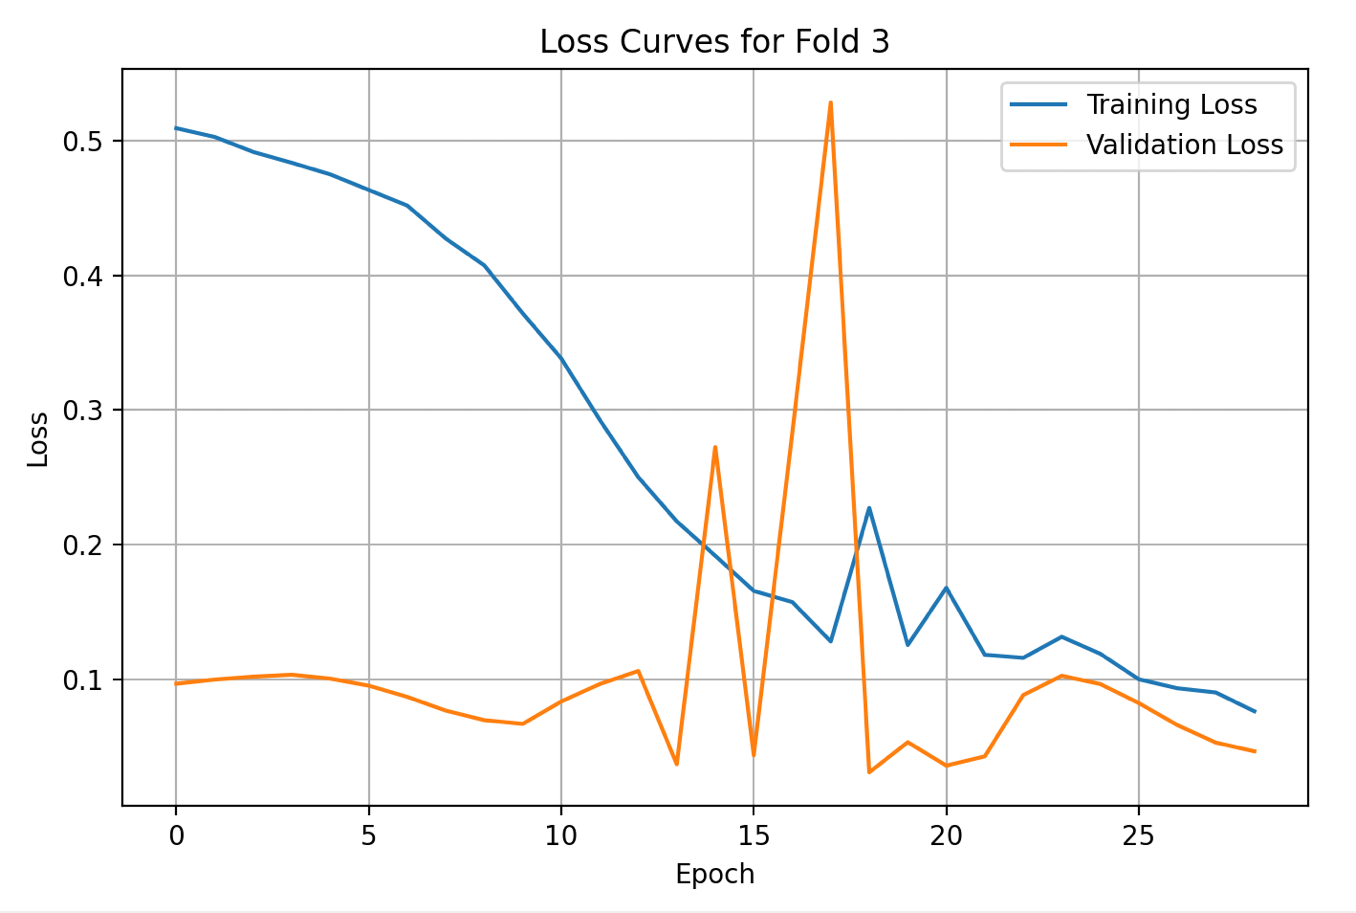 Loss Curves for Fold 3
Training Loss
Validation Loss
0.5
0.4
0.3
0.2
0.1
Loss
0 5 10 15 20 25
Epoch